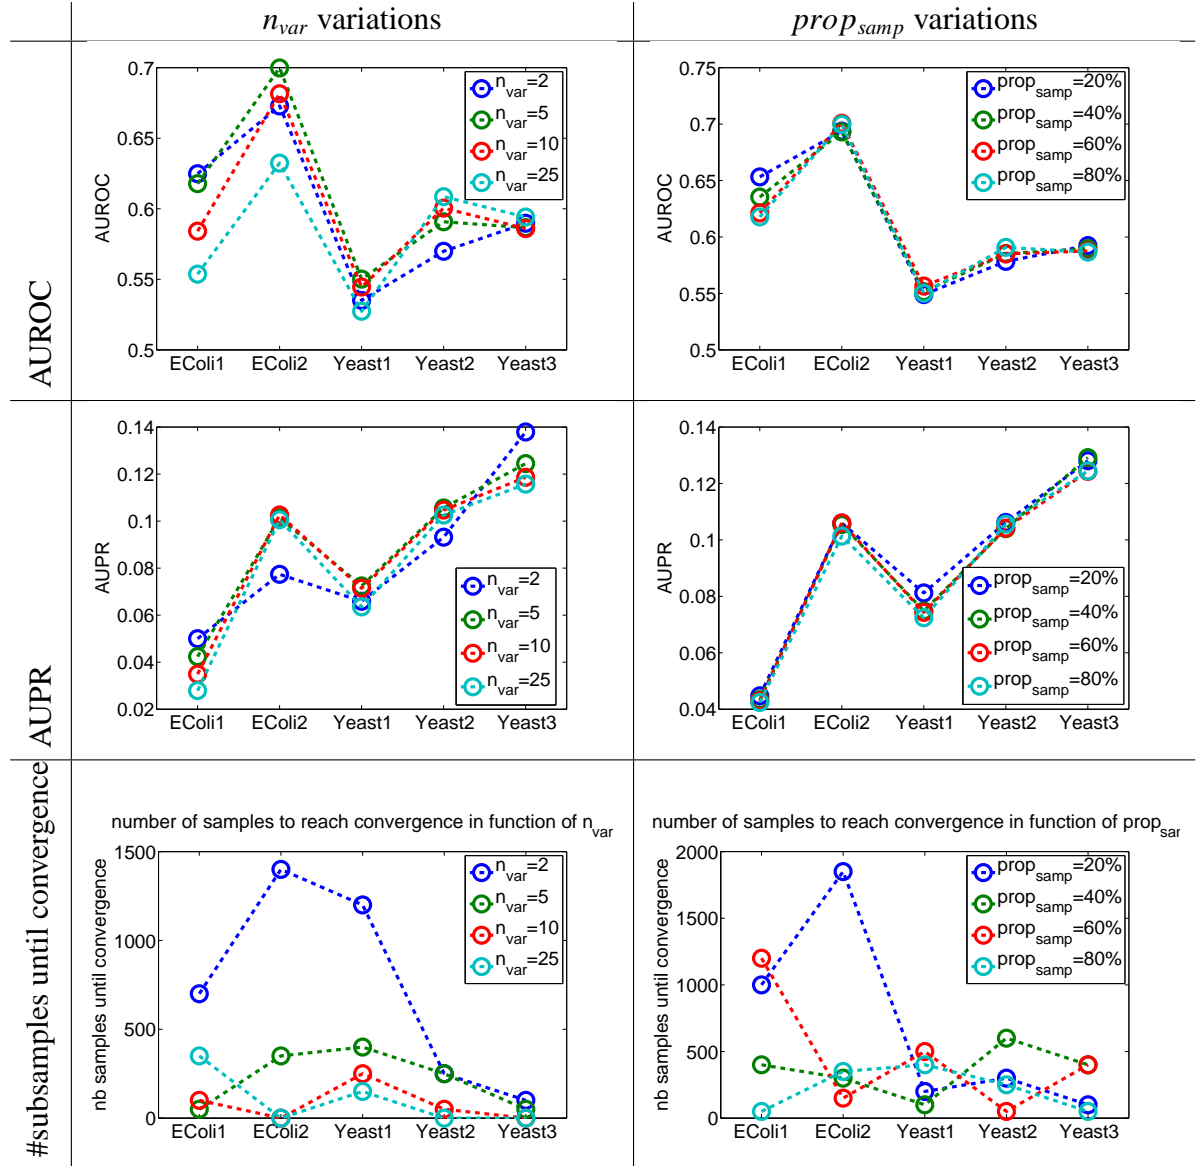 n_var variations
prop_samp variations
AUROC
0.7
0.65
0.6
0.55
0.5
AUROC
EColi1 EColi2 Yeast1 Yeast2 Yeast3
n_var=2
n_var=5
n_var=10
n_var=25
0.75
0.7
0.65
0.6
0.55
0.5
AUROC
EColi1 EColi2 Yeast1 Yeast2 Yeast3
prop_samp=20%
prop_samp=40%
prop_samp=60%
prop_samp=80%
AUPR
0.14
0.12
0.1
0.08
0.06
0.04
0.02
AUPR
EColi1 EColi2 Yeast1 Yeast2 Yeast3
n_var=2
n_var=5
n_var=10
n_var=25
0.14
0.12
0.1
0.08
0.06
0.04
AUPR
EColi1 EColi2 Yeast1 Yeast2 Yeast3
prop_samp=20%
prop_samp=40%
prop_samp=60%
prop_samp=80%
#subsamples until convergence
number of samples to reach convergence in function of n_var
1500
1000
500
0
nb samples until convergence
EColi1 EColi2 Yeast1 Yeast2 Yeast3
n_var=2
n_var=5
n_var=10
n_var=25
number of samples to reach convergence in function of prop_sar
2000
1500
1000
500
0
nb samples until convergence
EColi1 EColi2 Yeast1 Yeast2 Yeast3
prop_samp=20%
prop_samp=40%
prop_samp=60%
prop_samp=80%